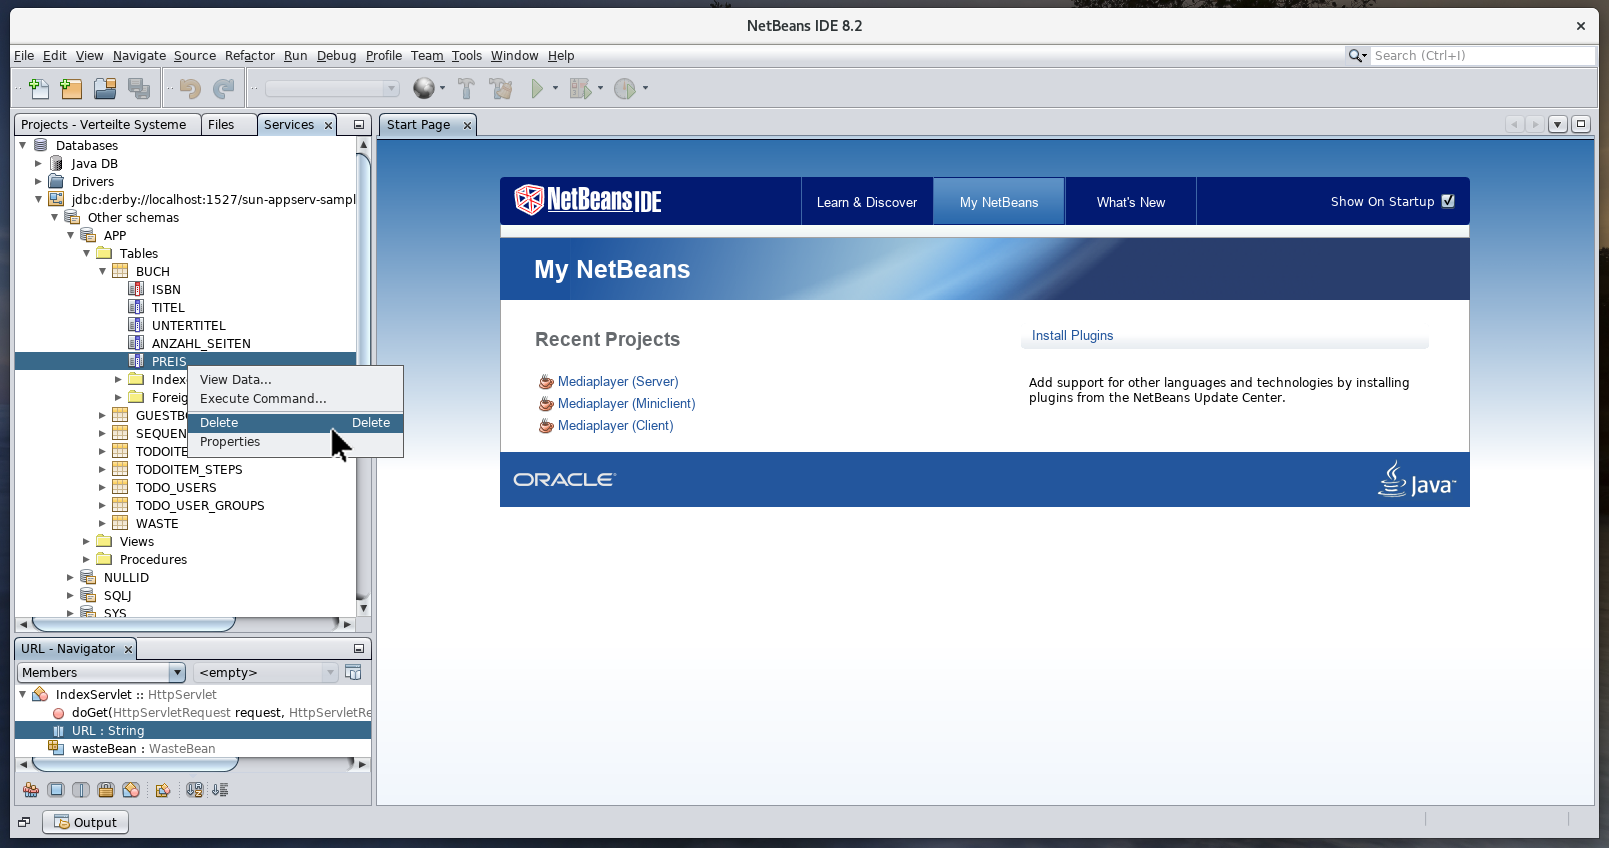 NetBeans IDE 8.2
File Edit View Navigate Source Refactor Run Debug Profile Team Tools Window Help
Search (Ctrl+I)
Projects - Verteilte Systeme Files Services
Start Page
Databases
Java DB
Drivers
jdbc:derby://localhost:1527/sun-appserv-sampl
Other schemas
APP
Tables
BUCH
ISBN
TITEL
UNTERTITEL
ANZAHL_SEITEN
PREIS
Index
Foreig
GUESTB
SEQUEN
TODOITE
TODOITEM_STEPS
TODO_USERS
TODO_USER_GROUPS
WASTE
Views
Procedures
NULLID
SQLJ
SYS
View Data...
Execute Command...
Delete Delete
Properties
NetBeans IDE
Learn & Discover
My NetBeans
What's New
Show On Startup
My NetBeans
Recent Projects
Mediaplayer (Server)
Mediaplayer (Miniclient)
Mediaplayer (Client)
Install Plugins
Add support for other languages and technologies by installing
plugins from the NetBeans Update Center.
ORACLE
Java
URL - Navigator
Members
<empty>
IndexServlet :: HttpServlet
doGet(HttpServletRequest request, HttpServletRe
URL : String
wasteBean : WasteBean
Output